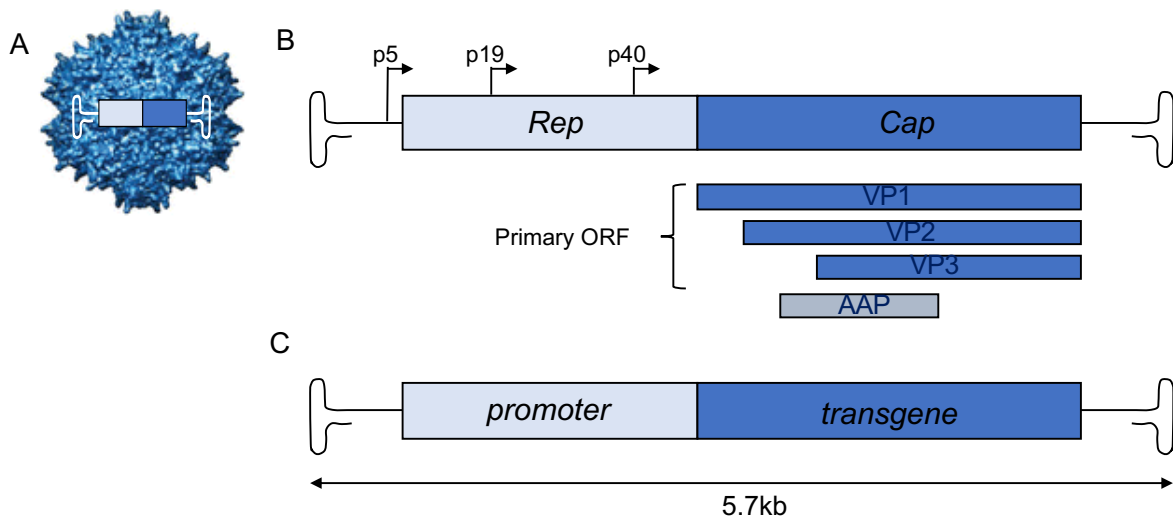 A
B
p5
p19
p40
Rep
Cap
VP1
Primary ORF
VP2
VP3
AAP
C
promoter
transgene
5.7kb